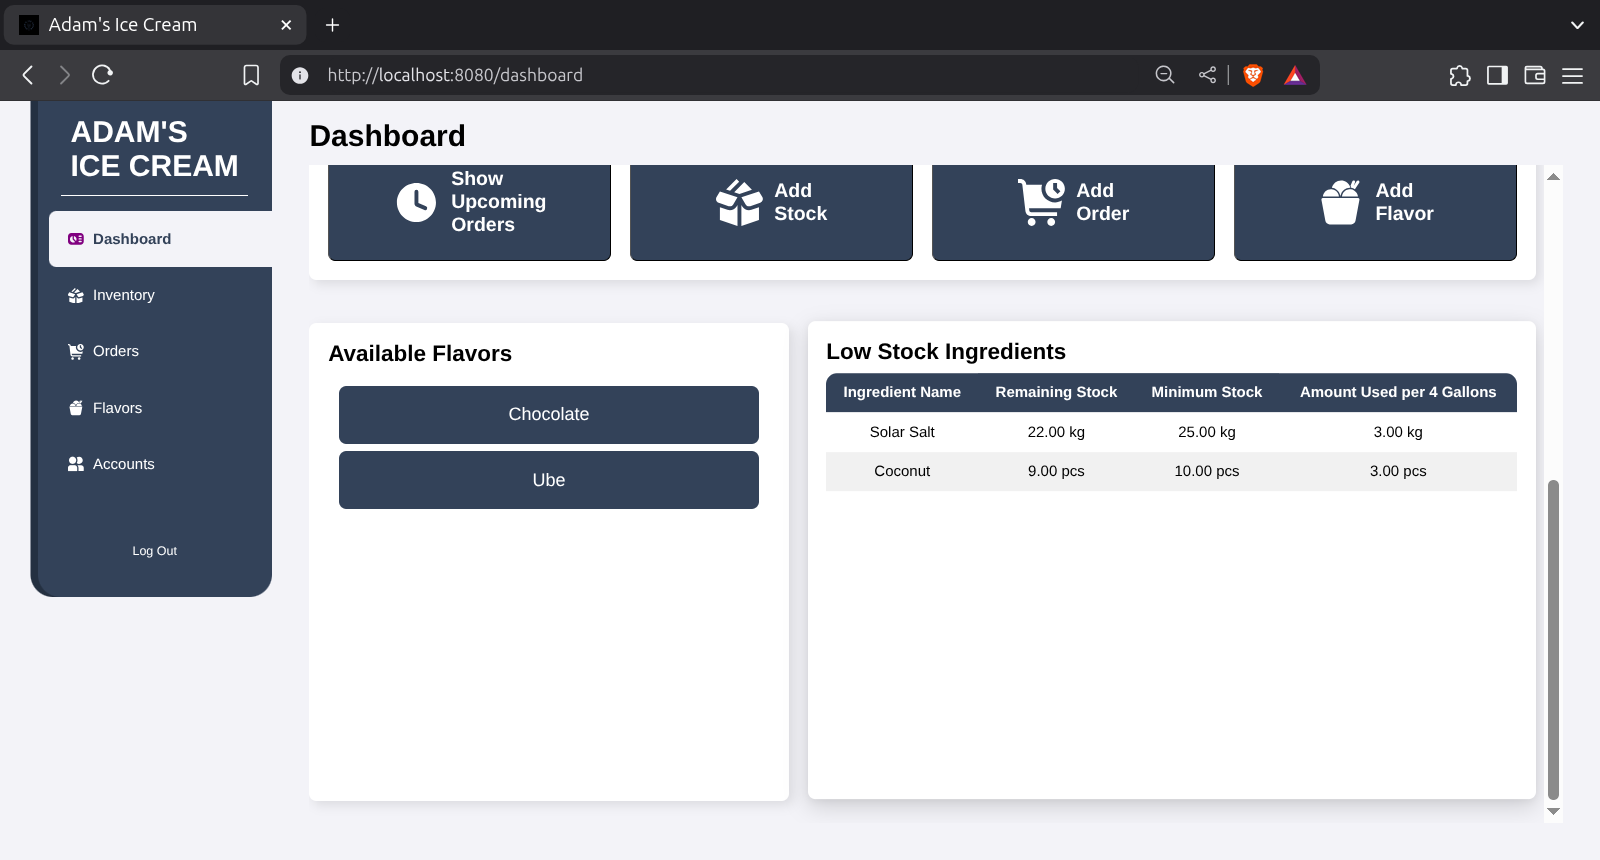 Adam's Ice Cream
http://localhost:8080/dashboard
ADAM'S
ICE CREAM
Dashboard
Inventory
Orders
Flavors
Accounts
Log Out
Dashboard
Show
Upcoming
Orders
Add
Stock
Add
Order
Add
Flavor
Available Flavors
Chocolate
Ube
Low Stock Ingredients
Ingredient Name Remaining Stock Minimum Stock Amount Used per 4 Gallons
Solar Salt 22.00 kg 25.00 kg 3.00 kg
Coconut 9.00 pcs 10.00 pcs 3.00 pcs